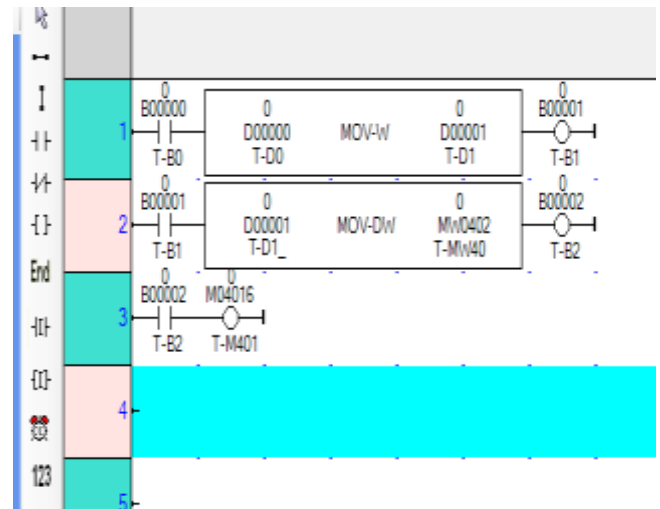 0 0 0 0
B00000 D00000 MOV-W D00001 B00001
1
T-B0 T-D0 T-D1 T-B1
0 0 0 0
B00001 D00001 MOV-DW MW0402 B00002
2
T-B1 T-D1_ T-MW40 T-B2
0 0
B00002 M04016
3
T-B2 T-M401
4
5
End
123